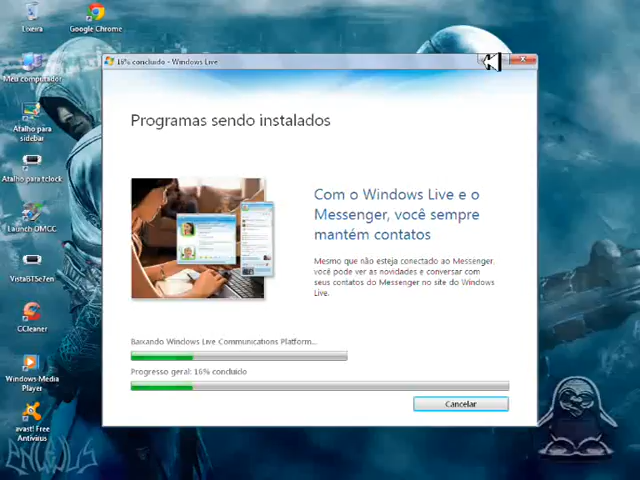 Lixeira
Google Chrome
Meu computador
Atalho para
sidebar
Atalho para tclock
Launch OMCC
VistaBTSe7en
CCleaner
Windows Media
Player
avast! Free
Antivirus
16% concluído - Windows Live
Programas sendo instalados
Com o Windows Live e o
Messenger, você sempre
mantém contatos
Mesmo que não esteja conectado ao Messenger,
você pode ver as novidades e conversar com
seus contatos do Messenger no site do Windows
Live.
Baixando Windows Live Communications Platform...
Progresso geral: 16% concluído
Cancelar